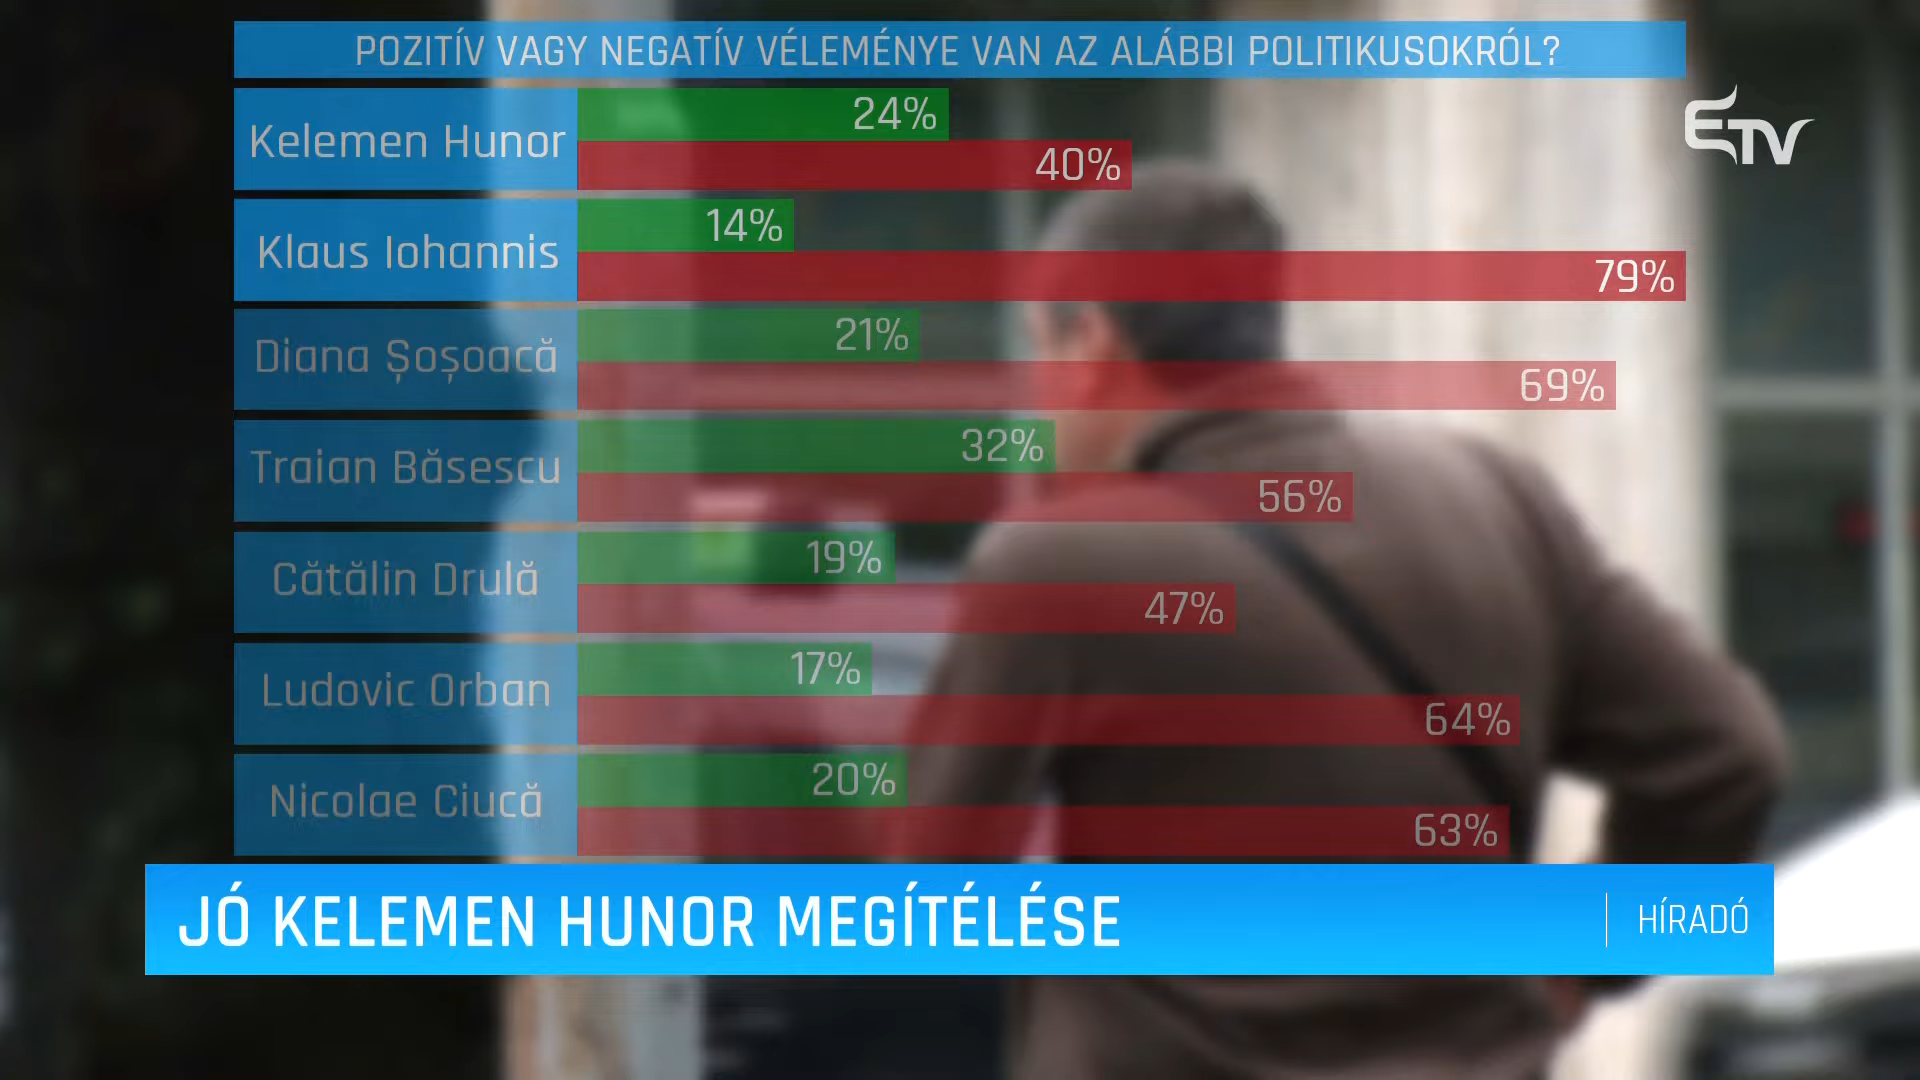 POZITÍV VAGY NEGATÍV VÉLEMÉNYE VAN AZ ALÁBBI POLITIKUSOKRÓL?
ETV
Kelemen Hunor
24%
40%
Klaus Iohannis
14%
79%
Diana Șoșoacă
21%
69%
Traian Băsescu
32%
56%
Cătălin Drulă
19%
47%
Ludovic Orban
17%
64%
Nicolae Ciucă
20%
63%
JÓ KELEMEN HUNOR MEGÍTÉLÉSE
HÍRADÓ